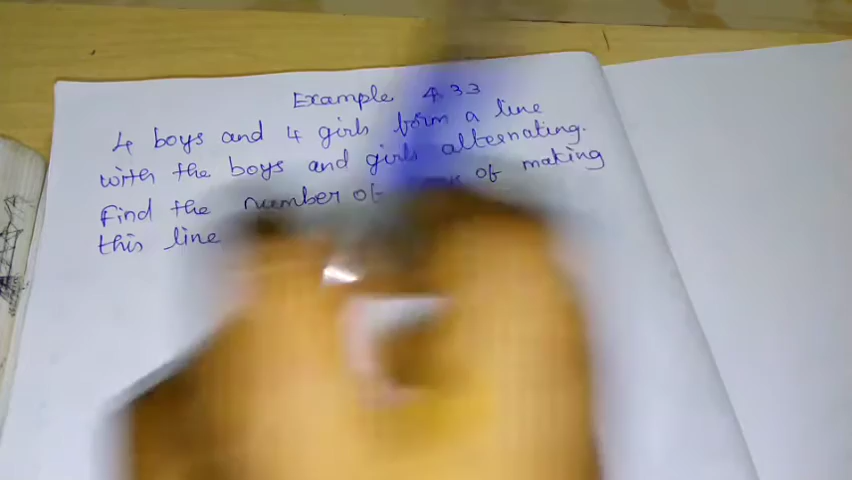 Example 4.33
4 boys and 4 girls form a line
with the boys and girls alternating.
Find the number of of making
this line